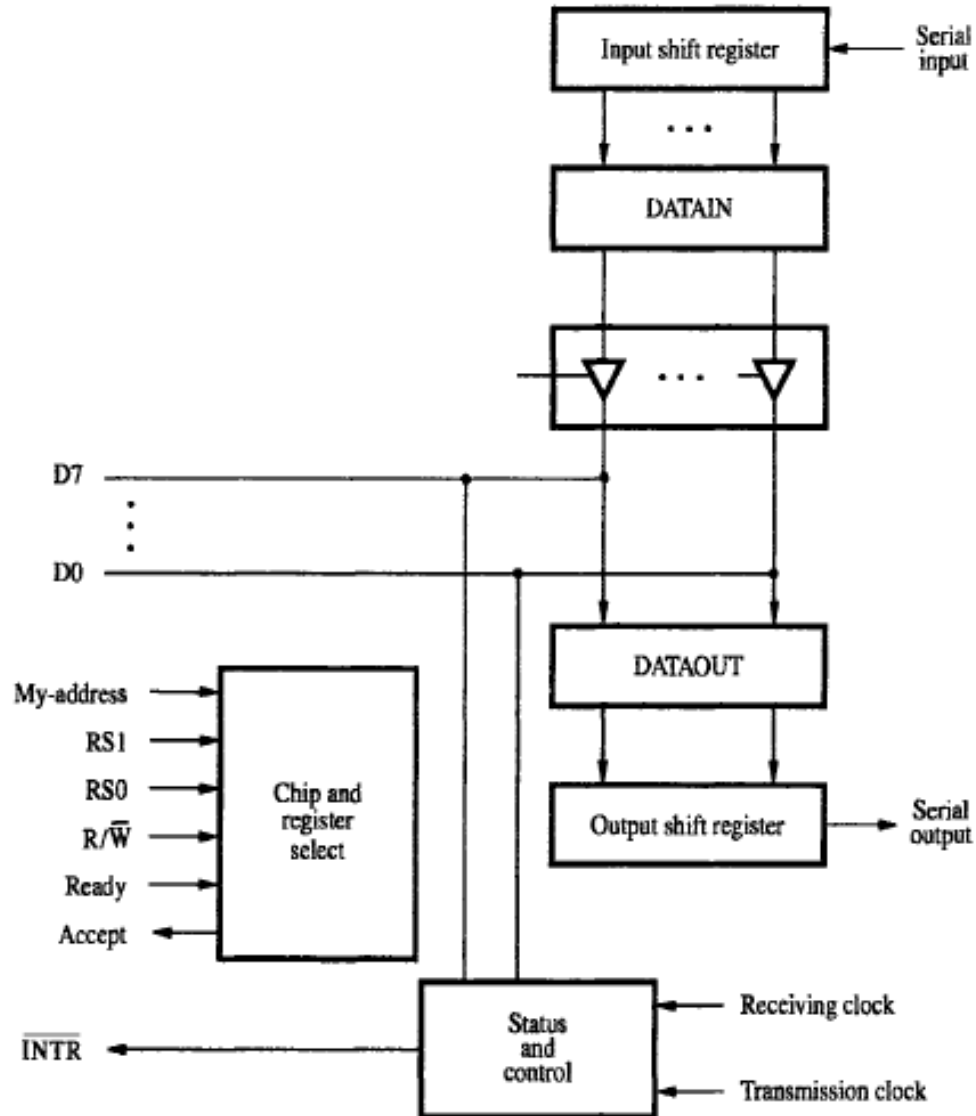 Input shift register
Serial
input
DATAIN
D7
D0
DATAOUT
My-address
RS1
RS0
R/W̅
Ready
Accept
Chip and
register
select
Output shift register
Serial
output
I̅N̅T̅R̅
Status
and
control
Receiving clock
Transmission clock